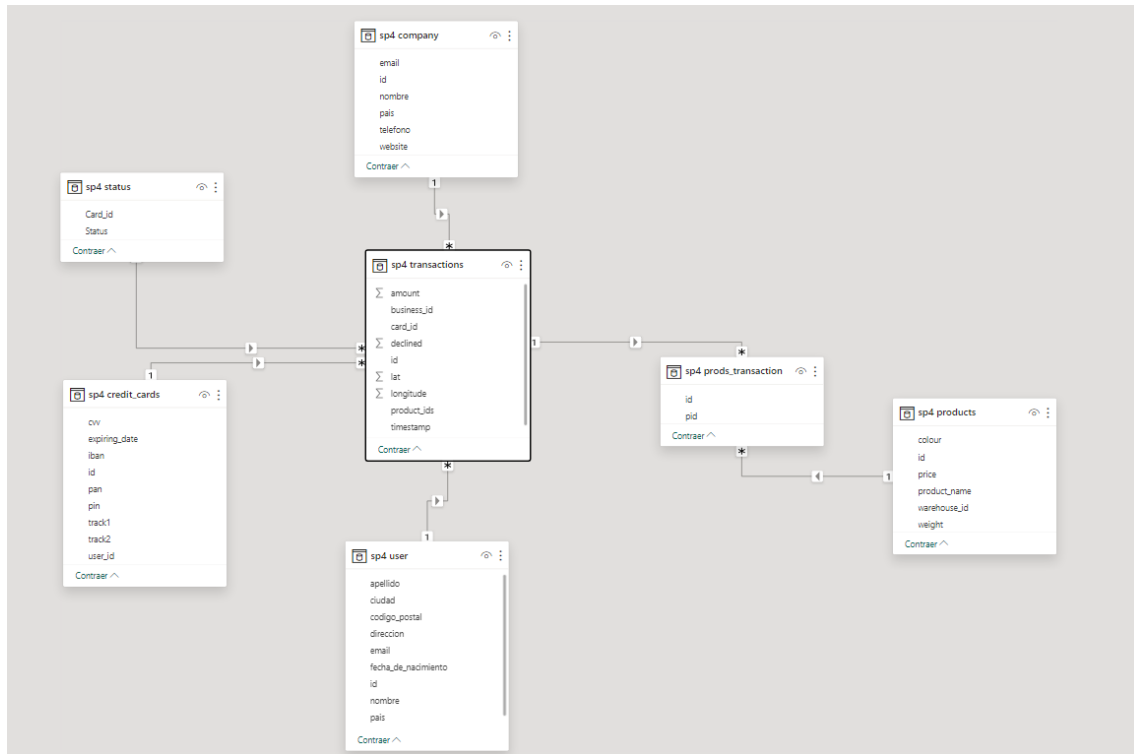 sp4 company
email
id
nombre
pais
telefono
website
Contraer
1
sp4 status
Card_id
Status
Contraer
*
sp4 transactions
amount
business_id
card_id
declined
id
lat
longitude
product_ids
timestamp
Contraer
*
*
1
*
sp4 prods_transaction
id
pid
Contraer
*
1
sp4 credit_cards
cvv
expiring_date
iban
id
pan
pin
track1
track2
user_id
Contraer
1
sp4 products
colour
id
price
product_name
warehouse_id
weight
Contraer
*
1
sp4 user
apellido
ciudad
codigo_postal
direccion
email
fecha_de_nacimiento
id
nombre
pais
Contraer